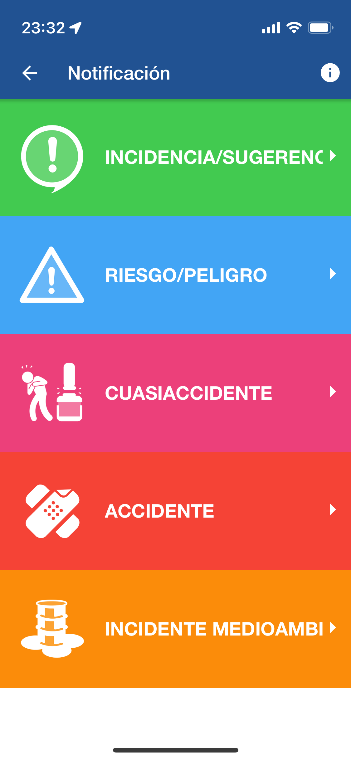 23:32
Notificación
INCIDENCIA/SUGERENC
RIESGO/PELIGRO
CUASIACCIDENTE
ACCIDENTE
INCIDENTE MEDIOAMBI